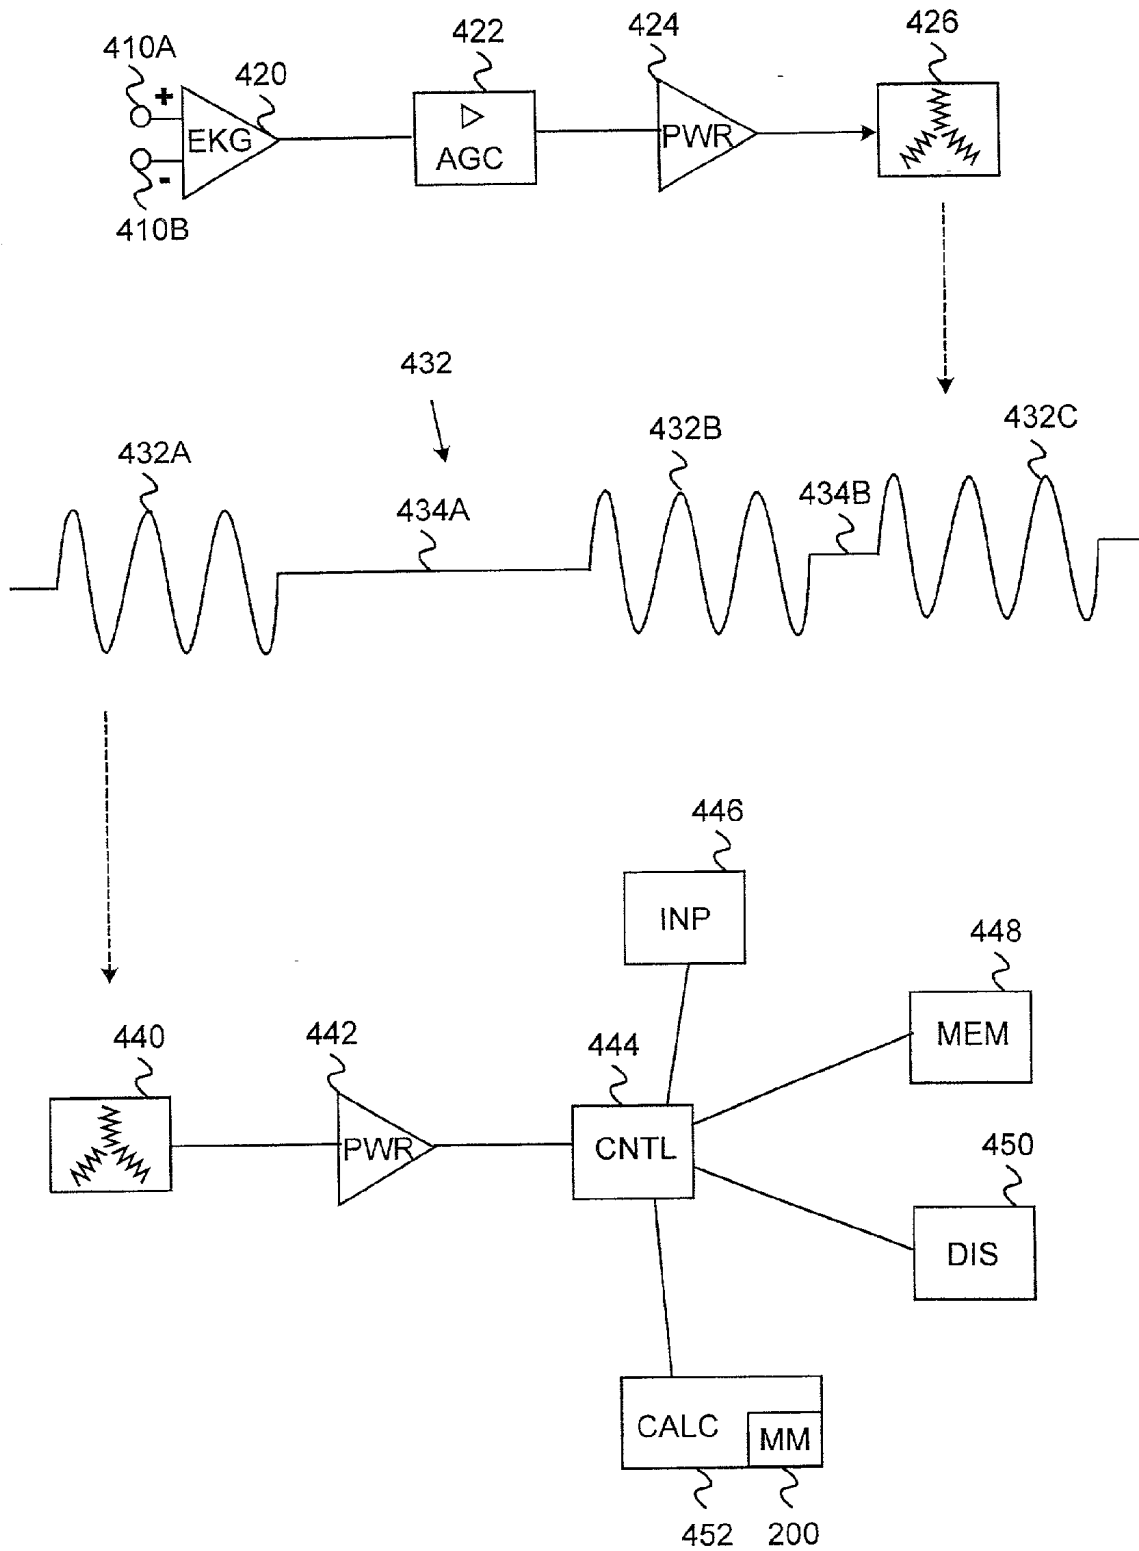 410A
420
422
424
426
+
EKG
-
410B
AGC
PWR
432
432A
434A
432B
434B
432C
446
INP
448
MEM
440
442
PWR
444
CNTL
450
DIS
CALC
MM
452
200